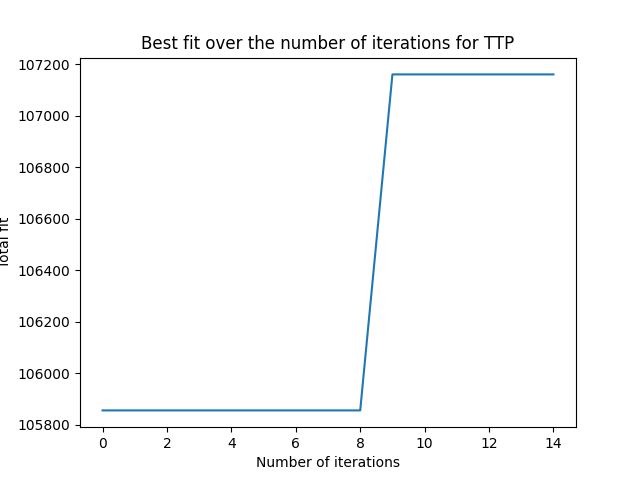 Best fit over the number of iterations for TTP
107200
107000
106800
106600
106400
106200
106000
105800
Total fit
0 2 4 6 8 10 12 14
Number of iterations